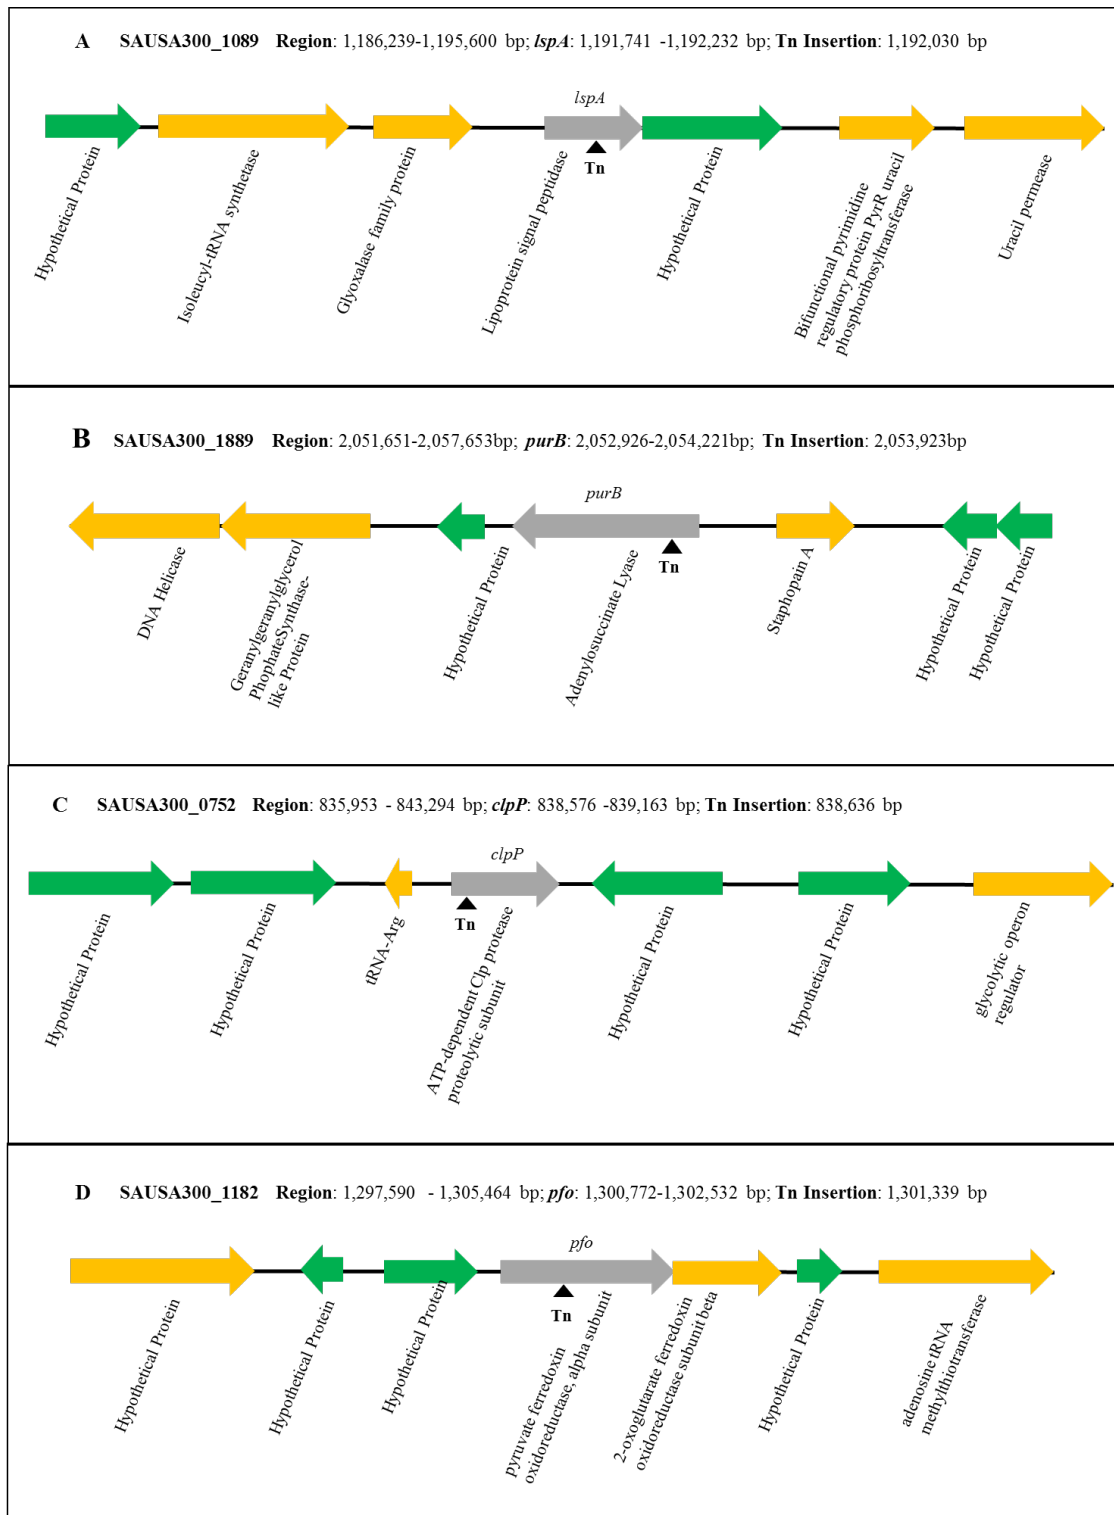 A SAUSA300_1089 Region: 1,186,239-1,195,600 bp; lspA: 1,191,741 -1,192,232 bp; Tn Insertion: 1,192,030 bp
lspA
Tn
Hypothetical Protein
Isoleucyl-tRNA synthetase
Glyoxalase family protein
Lipoprotein signal peptidase
Hypothetical Protein
Bifunctional pyrimidine
regulatory protein PyrR uracil
phosphoribosyltransferase
Uracil permease
B SAUSA300_1889 Region: 2,051,651-2,057,653bp; purB: 2,052,926-2,054,221bp; Tn Insertion: 2,053,923bp
purB
Tn
DNA Helicase
Geranylgeranylglycerol
PhophateSynthase-
like Protein
Hypothetical Protein
Adenylosuccinate Lyase
Staphopain A
Hypothetical Protein
Hypothetical Protein
C SAUSA300_0752 Region: 835,953 - 843,294 bp; clpP: 838,576 -839,163 bp; Tn Insertion: 838,636 bp
clpP
Tn
Hypothetical Protein
Hypothetical Protein
tRNA-Arg
ATP-dependent Clp protease
proteolytic subunit
Hypothetical Protein
Hypothetical Protein
glycolytic operon
regulator
D SAUSA300_1182 Region: 1,297,590 - 1,305,464 bp; pfo: 1,300,772-1,302,532 bp; Tn Insertion: 1,301,339 bp
pfo
Tn
Hypothetical Protein
Hypothetical Protein
Hypothetical Protein
pyruvate ferredoxin
oxidoreductase, alpha subunit
2-oxoglutarate ferredoxin
oxidoreductase subunit beta
Hypothetical Protein
adenosine tRNA
methylthiotransferase